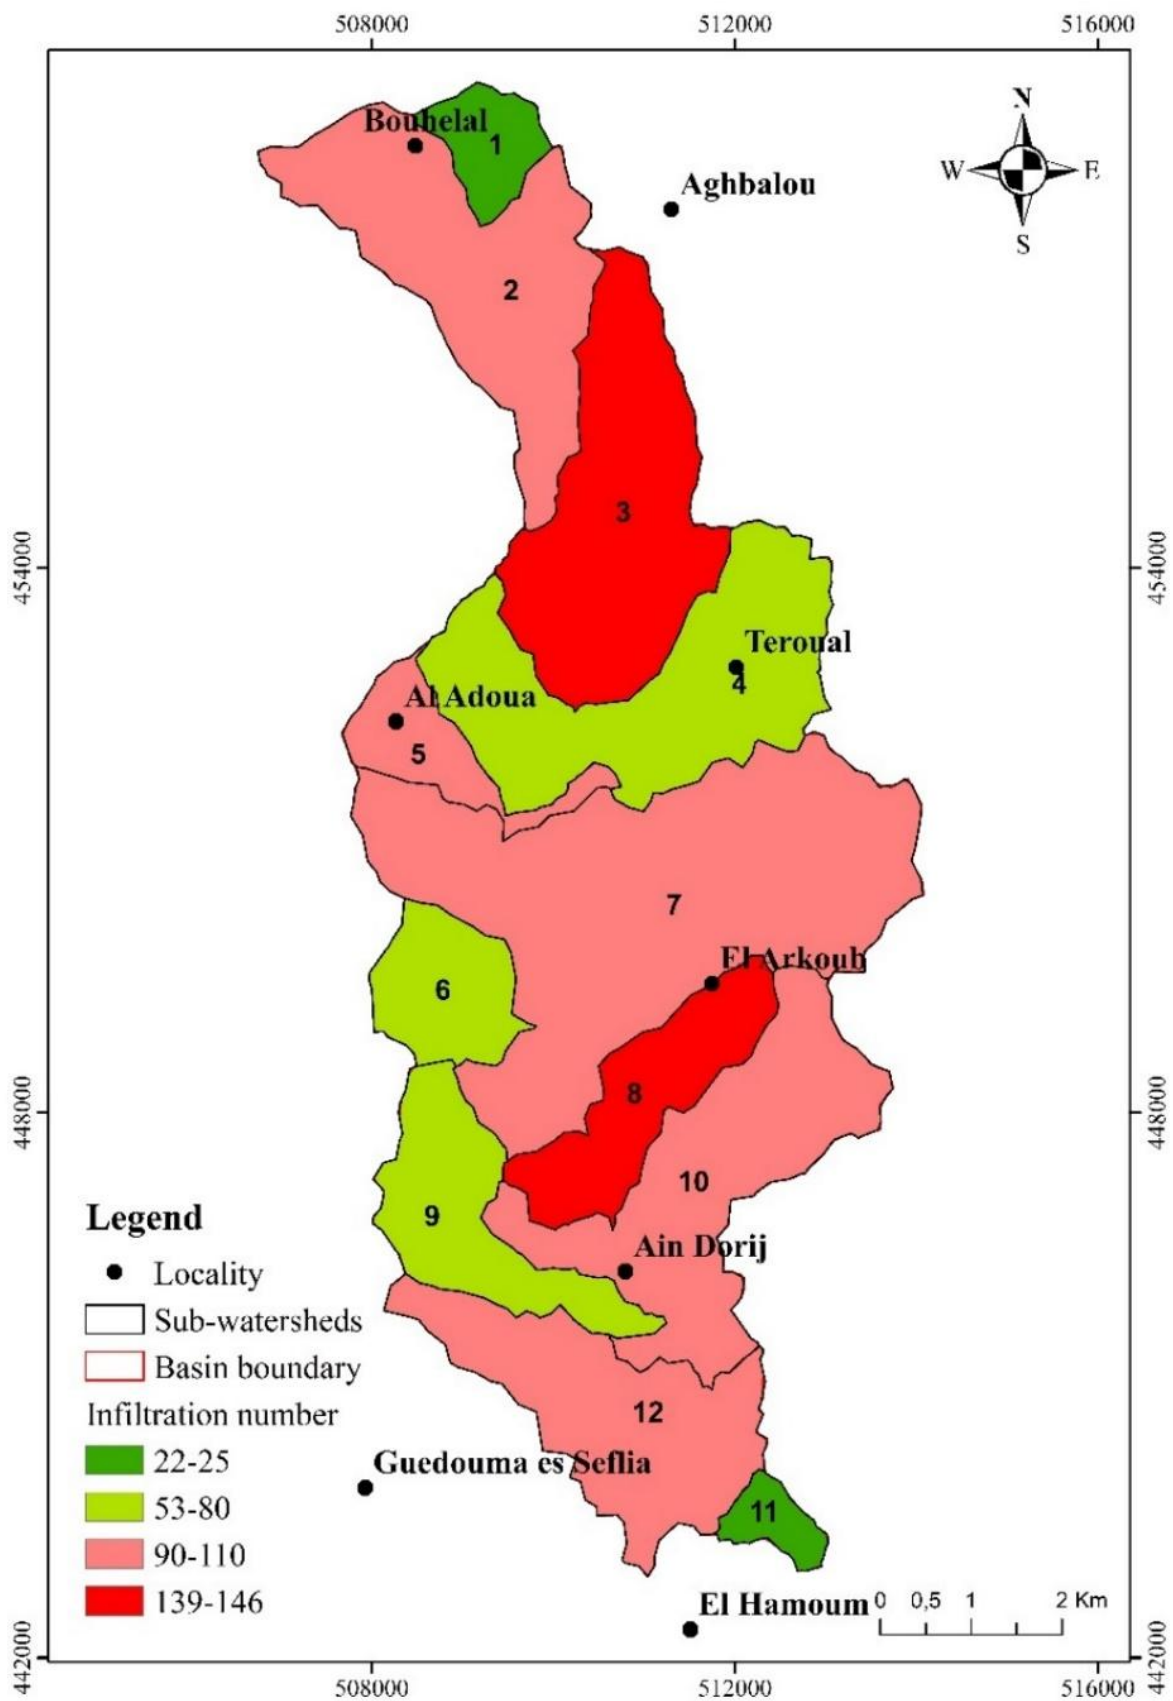 508000 512000 516000
N
W E
S
Bouhelal
1
Aghbalou
2
3
454000 454000
Teroual
4
Al Adoua
5
7
El Arkoub
6
8
448000 448000
10
9
Ain Dorij
12
Guedouma es Seflia
11
El Hamoum
Legend
Locality
Sub-watersheds
Basin boundary
Infiltration number
22-25
53-80
90-110
139-146
0 0,5 1 2 Km
442000 442000
508000 512000 516000